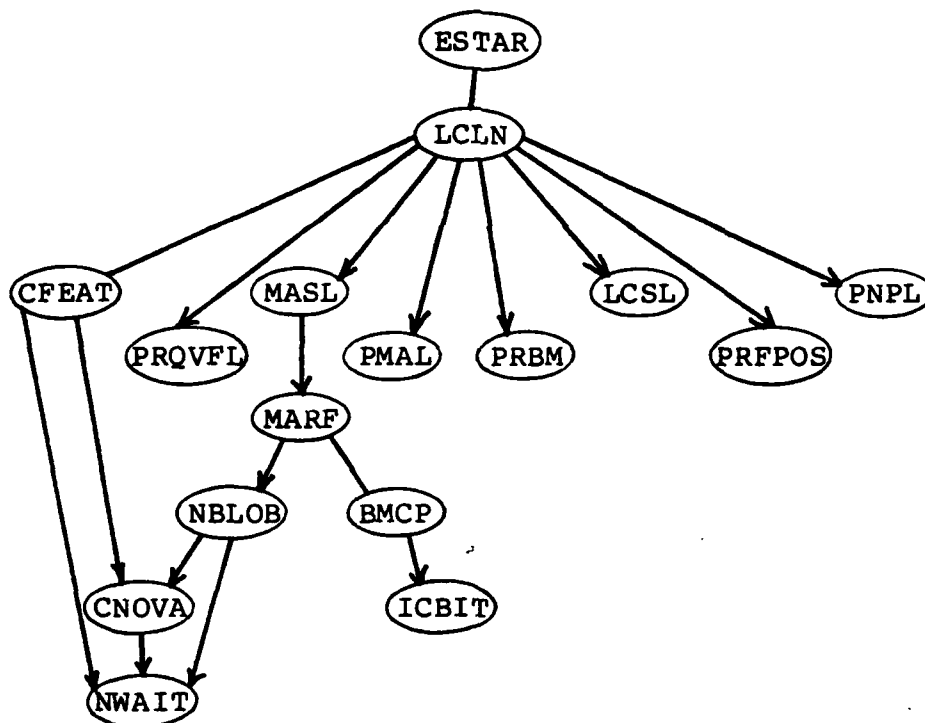 ESTAR
LCLN
CFEAT
MASL
LCSL
PNPL
PRQVFL
PMAL
PRBM
PRFPOS
MARF
NBLOB
BMCP
CNOVA
ICBIT
NWAIT